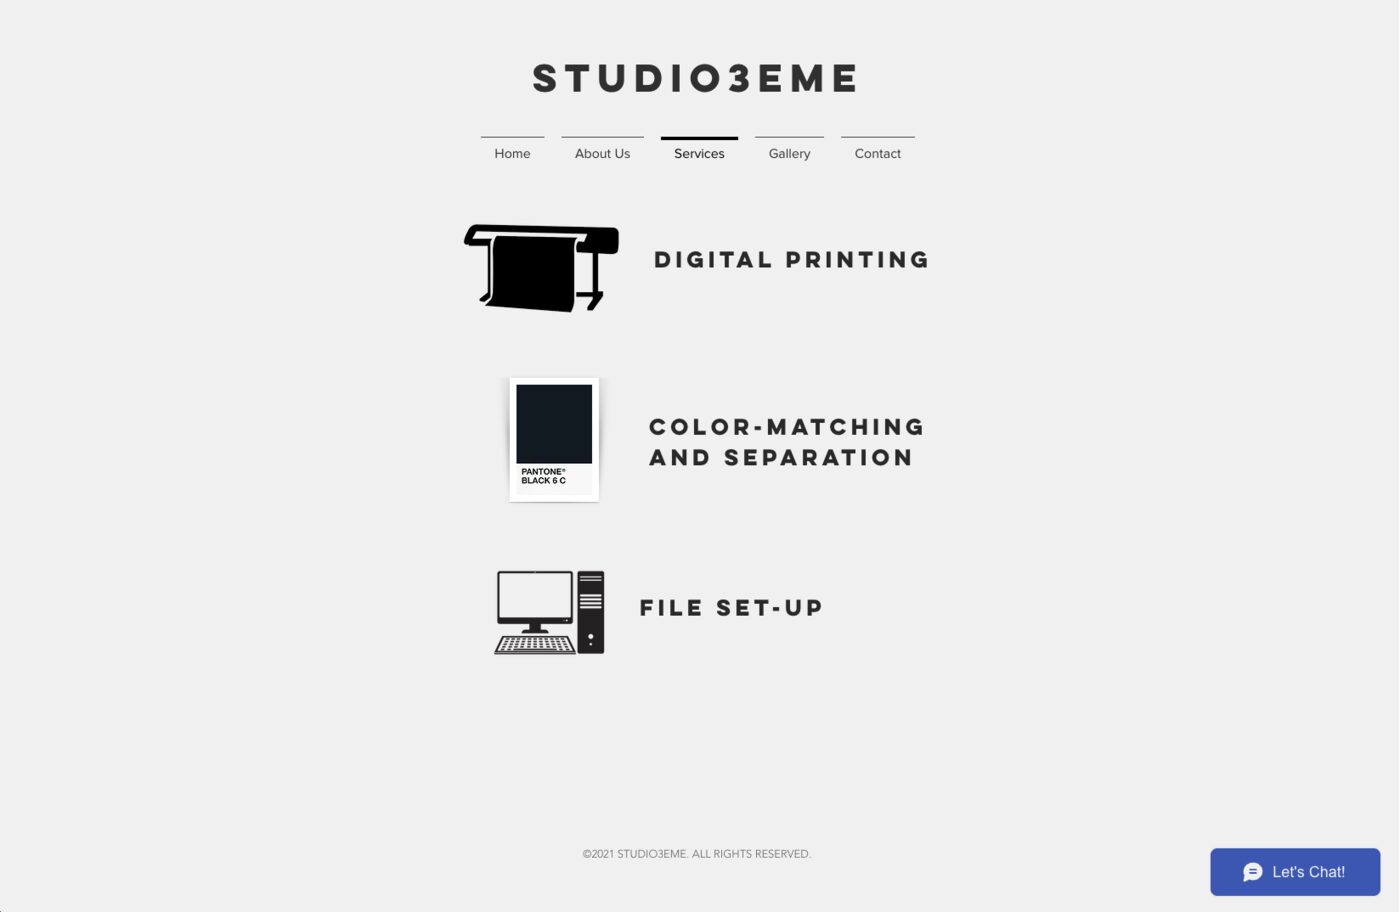 STUDIO3EME
Home
About Us
Services
Gallery
Contact
DIGITAL PRINTING
PANTONE®
BLACK 6 C
COLOR-MATCHING
AND SEPARATION
FILE SET-UP
©2021 STUDIO3EME. ALL RIGHTS RESERVED.
Let's Chat!